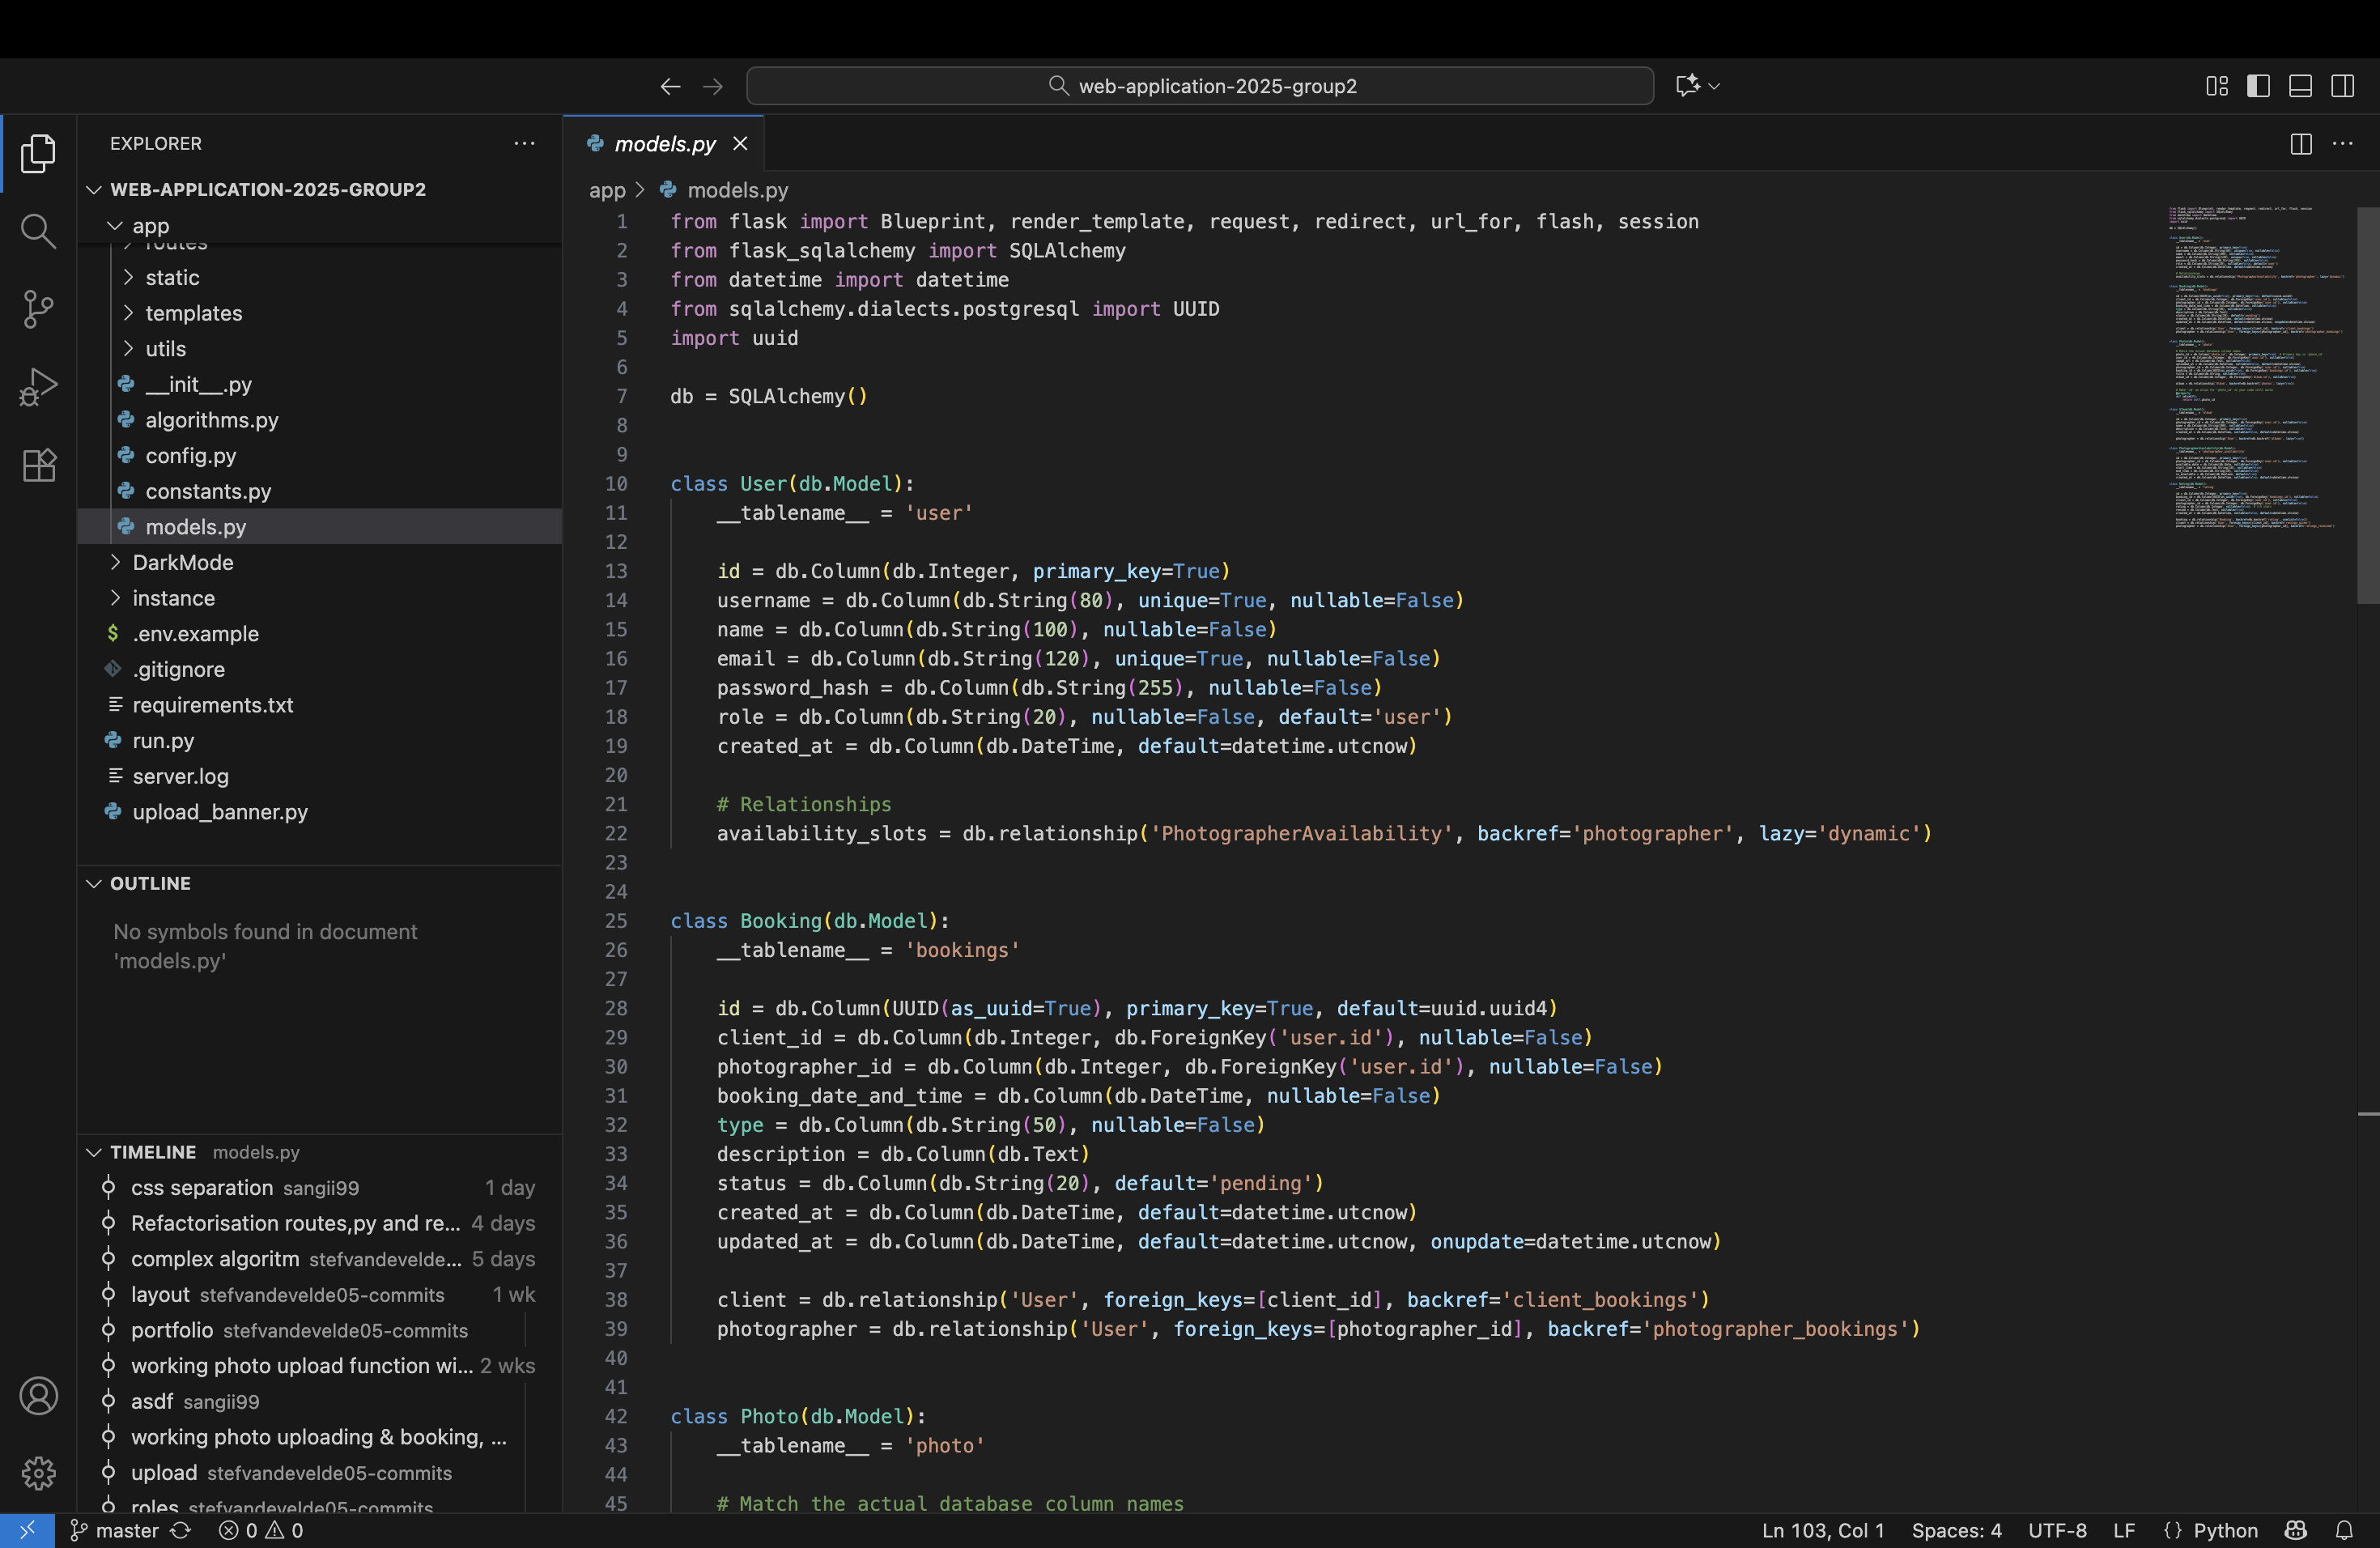 web-application-2025-group2
EXPLORER
WEB-APPLICATION-2025-GROUP2
app
routes
static
templates
utils
__init__.py
algorithms.py
config.py
constants.py
models.py
DarkMode
instance
.env.example
.gitignore
requirements.txt
run.py
server.log
upload_banner.py
OUTLINE
No symbols found in document
'models.py'
TIMELINE models.py
css separation sangii99 1 day
Refactorisation routes,py and re... 4 days
complex algoritm stefvandevelde... 5 days
layout stefvandevelde05-commits 1 wk
portfolio stefvandevelde05-commits
working photo upload function wi... 2 wks
asdf sangii99
working photo uploading & booking, ...
upload stefvandevelde05-commits
roles stefvandevelde05-commits
models.py
app > models.py
1 from flask import Blueprint, render_template, request, redirect, url_for, flash, session
2 from flask_sqlalchemy import SQLAlchemy
3 from datetime import datetime
4 from sqlalchemy.dialects.postgresql import UUID
5 import uuid
6
7 db = SQLAlchemy()
8
9
10 class User(db.Model):
11     __tablename__ = 'user'
12
13     id = db.Column(db.Integer, primary_key=True)
14     username = db.Column(db.String(80), unique=True, nullable=False)
15     name = db.Column(db.String(100), nullable=False)
16     email = db.Column(db.String(120), unique=True, nullable=False)
17     password_hash = db.Column(db.String(255), nullable=False)
18     role = db.Column(db.String(20), nullable=False, default='user')
19     created_at = db.Column(db.DateTime, default=datetime.utcnow)
20
21     # Relationships
22     availability_slots = db.relationship('PhotographerAvailability', backref='photographer', lazy='dynamic')
23
24
25 class Booking(db.Model):
26     __tablename__ = 'bookings'
27
28     id = db.Column(UUID(as_uuid=True), primary_key=True, default=uuid.uuid4)
29     client_id = db.Column(db.Integer, db.ForeignKey('user.id'), nullable=False)
30     photographer_id = db.Column(db.Integer, db.ForeignKey('user.id'), nullable=False)
31     booking_date_and_time = db.Column(db.DateTime, nullable=False)
32     type = db.Column(db.String(50), nullable=False)
33     description = db.Column(db.Text)
34     status = db.Column(db.String(20), default='pending')
35     created_at = db.Column(db.DateTime, default=datetime.utcnow)
36     updated_at = db.Column(db.DateTime, default=datetime.utcnow, onupdate=datetime.utcnow)
37
38     client = db.relationship('User', foreign_keys=[client_id], backref='client_bookings')
39     photographer = db.relationship('User', foreign_keys=[photographer_id], backref='photographer_bookings')
40
41
42 class Photo(db.Model):
43     __tablename__ = 'photo'
44
45     # Match the actual database column names
master 0 0
Ln 103, Col 1 Spaces: 4 UTF-8 LF {} Python